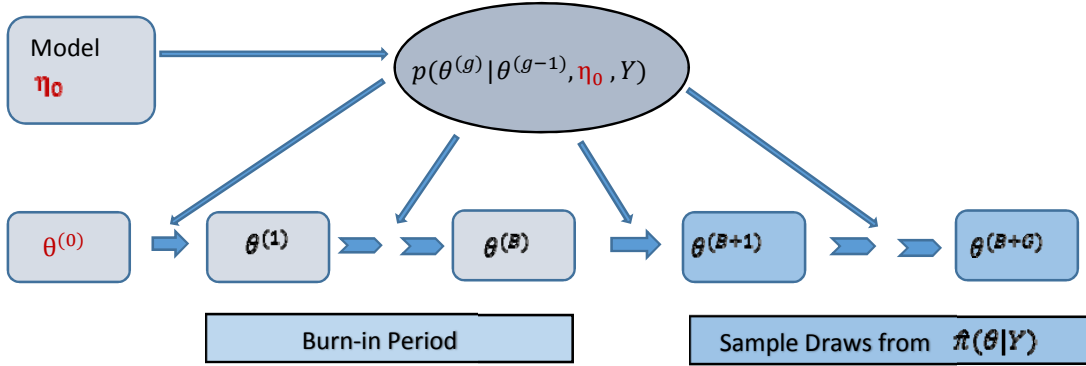 Model
η₀
p(θ⁽ᵍ⁾|θ⁽ᵍ⁻¹⁾, η₀ , Y)
θ⁽⁰⁾
θ⁽¹⁾
θ⁽ᴮ⁾
θ⁽ᴮ⁺¹⁾
θ⁽ᴮ⁺ᴳ⁾
Burn-in Period
Sample Draws from π̂(θ|Y)